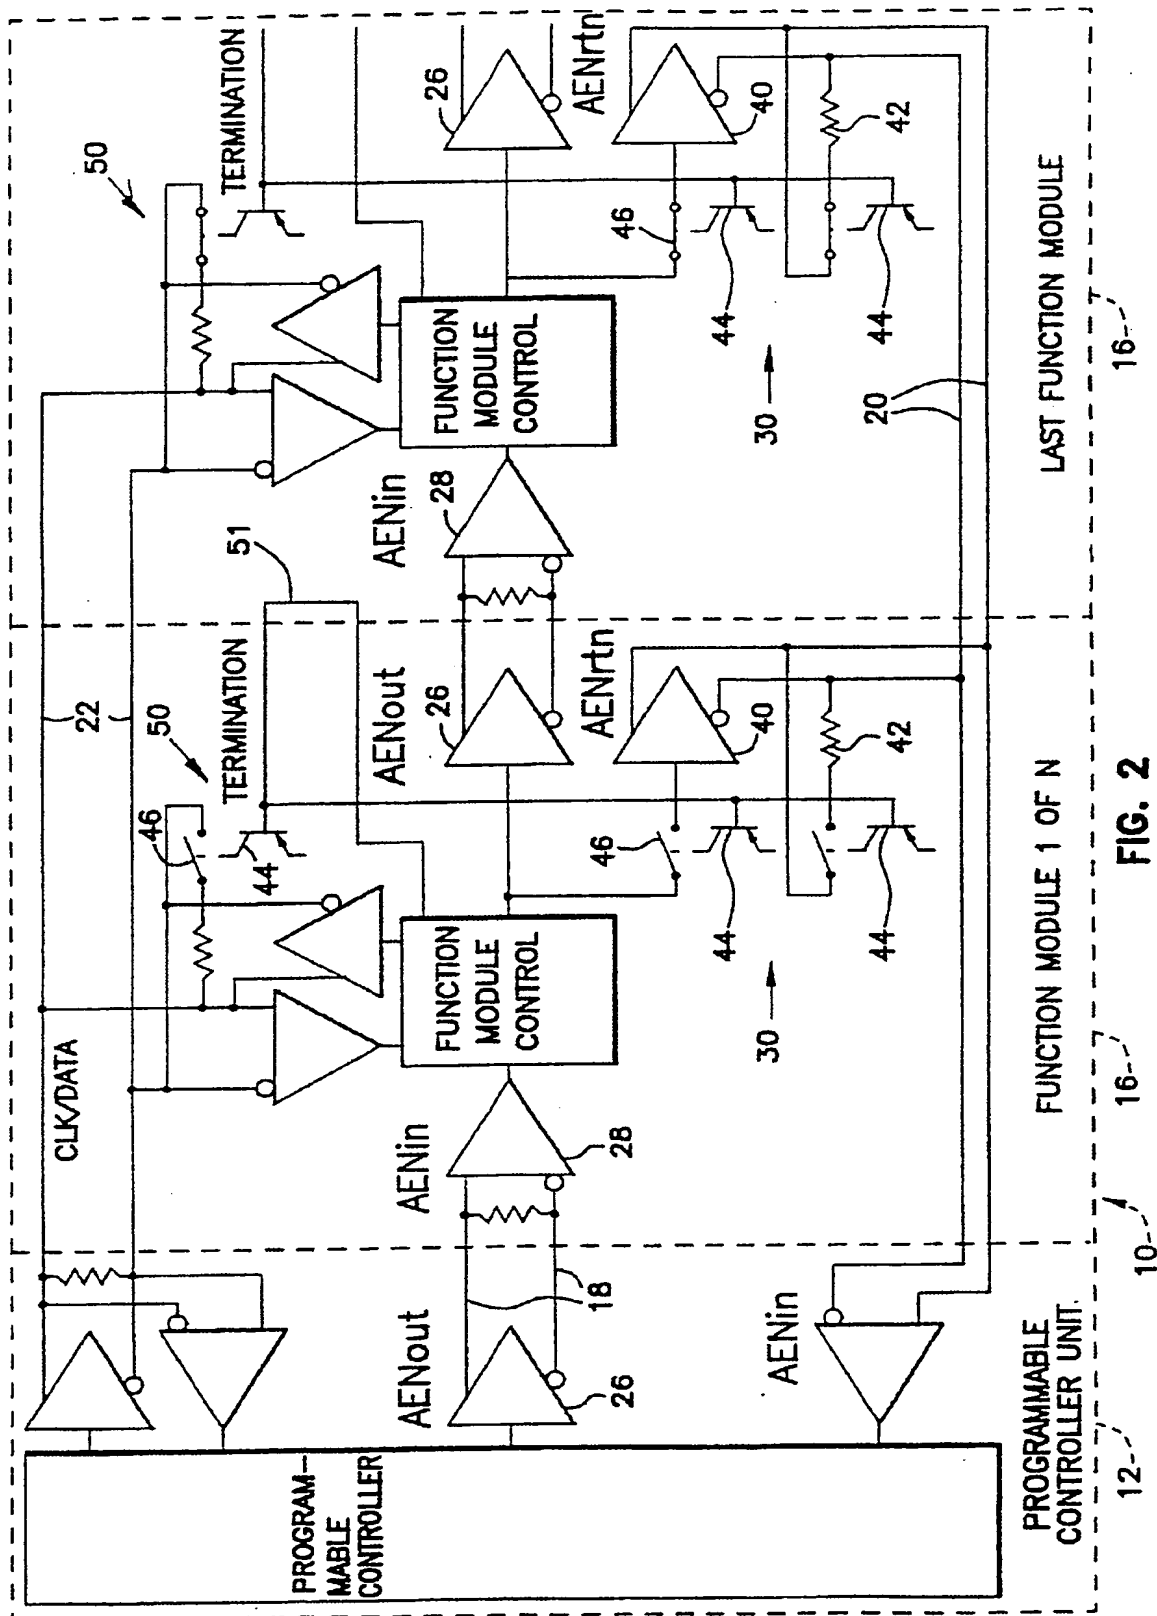 PROGRAM-
MABLE
CONTROLLER
PROGRAMMABLE
CONTROLLER UNIT
12
CLK/DATA
22
AENout
26
18
AENin
AENin
28
FUNCTION
MODULE
CONTROL
46
50
44
TERMINATION
51
AENout
26
AENrtn
40
46
44
42
44
30
FUNCTION MODULE 1 OF N
16
10
AENin
28
FUNCTION
MODULE
CONTROL
50
TERMINATION
26
AENrtn
40
46
44
42
44
30
20
LAST FUNCTION MODULE
16
FIG. 2